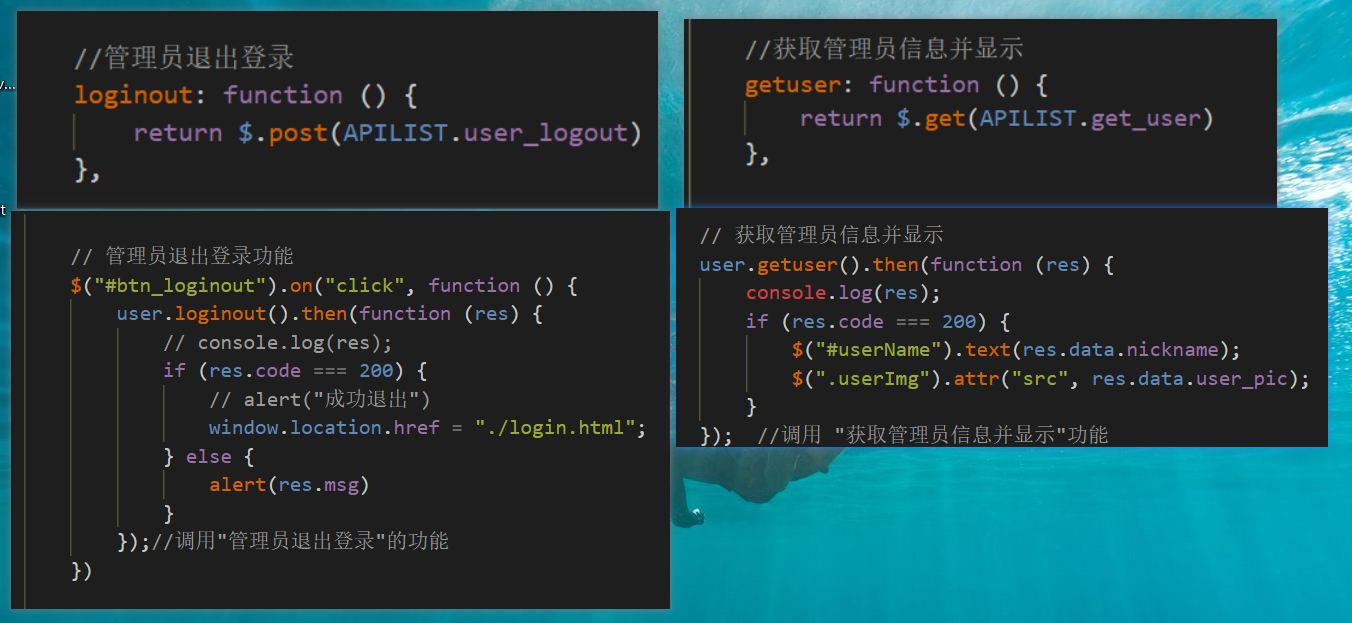 //管理员退出登录
loginout: function () {
return $.post(APILIST.user_logout)
},
//获取管理员信息并显示
getuser: function () {
return $.get(APILIST.get_user)
},
// 管理员退出登录功能
$("#btn_loginout").on("click", function () {
user.loginout().then(function (res) {
// console.log(res);
if (res.code === 200) {
// alert("成功退出")
window.location.href = "./login.html";
} else {
alert(res.msg)
}
});//调用"管理员退出登录"的功能
})
// 获取管理员信息并显示
user.getuser().then(function (res) {
console.log(res);
if (res.code === 200) {
$("#userName").text(res.data.nickname);
$(".userImg").attr("src", res.data.user_pic);
}
});  //调用 "获取管理员信息并显示"功能